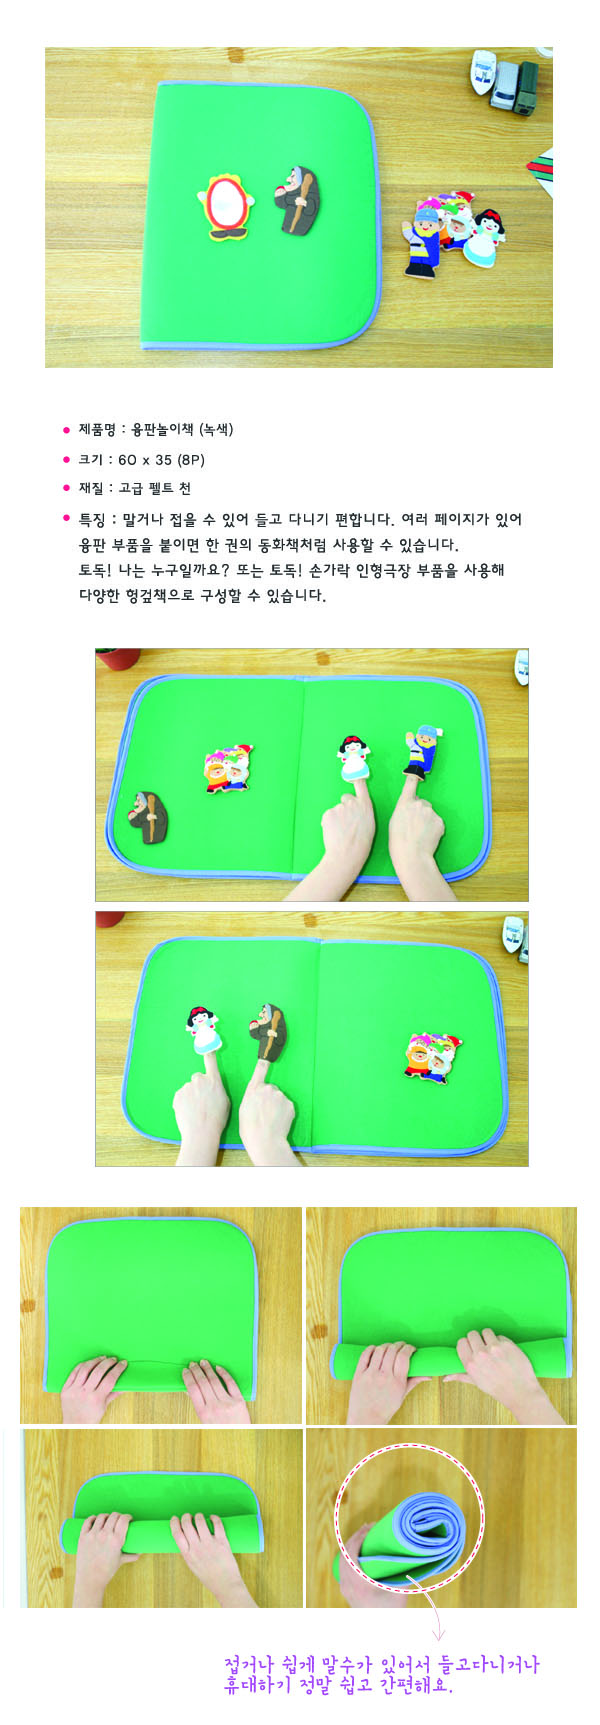 제품명 : 융판놀이책 (녹색)
크기 : 60 x 35 (8P)
재질 : 고급 펠트 천
특징 : 말거나 접을 수 있어 들고 다니기 편합니다. 여러 페이지가 있어
융판 부품을 붙이면 한 권의 동화책처럼 사용할 수 있습니다.
토독! 나는 누구일까요? 또는 토독! 손가락 인형극장 부품을 사용해
다양한 헝겊책으로 구성할 수 있습니다.
접거나 쉽게 말수가 있어서 들고다니거나
휴대하기 정말 쉽고 간편해요.